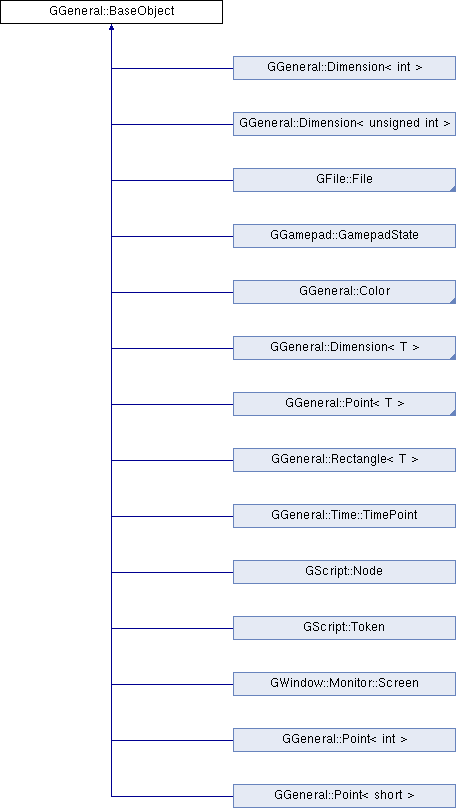 GGeneral::BaseObject
GGeneral::Dimension< int >
GGeneral::Dimension< unsigned int >
GFile::File
GGamepad::GamepadState
GGeneral::Color
GGeneral::Dimension< T >
GGeneral::Point< T >
GGeneral::Rectangle< T >
GGeneral::Time::TimePoint
GScript::Node
GScript::Token
GWindow::Monitor::Screen
GGeneral::Point< int >
GGeneral::Point< short >